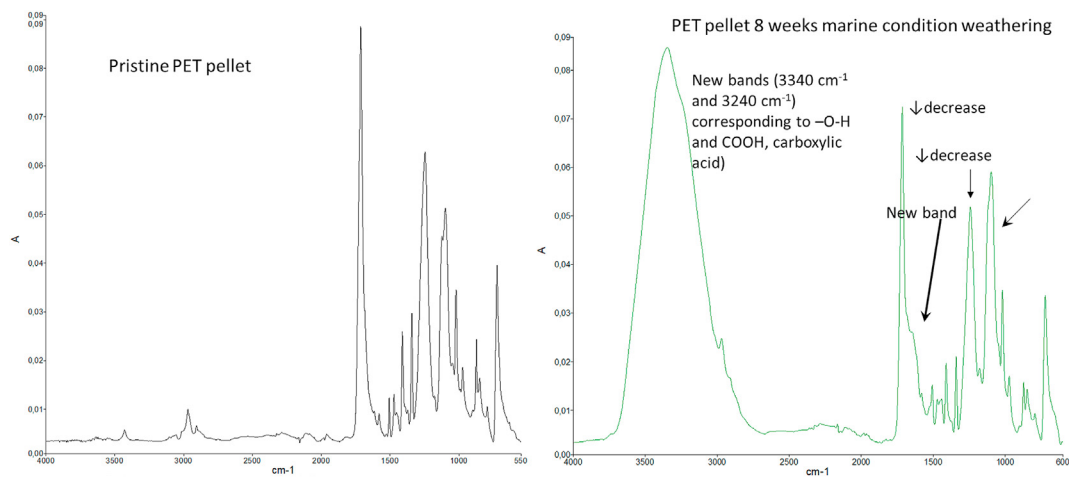 Pristine PET pellet
0,09
0,09
0,08
0,07
0,06
0,05
0,04
0,03
0,02
0,01
0,00
A
4000
3500
3000
2500
2000
1500
1000
550
cm-1
PET pellet 8 weeks marine condition weathering
New bands (3340 cm-1
and 3240 cm-1)
corresponding to –O-H
and COOH, carboxylic
acid)
↓decrease
↓decrease
New band
0,09
0,08
0,07
0,06
0,05
0,04
0,03
0,02
0,01
0,00
A
4000
3500
3000
2500
2000
1500
1000
600
cm-1